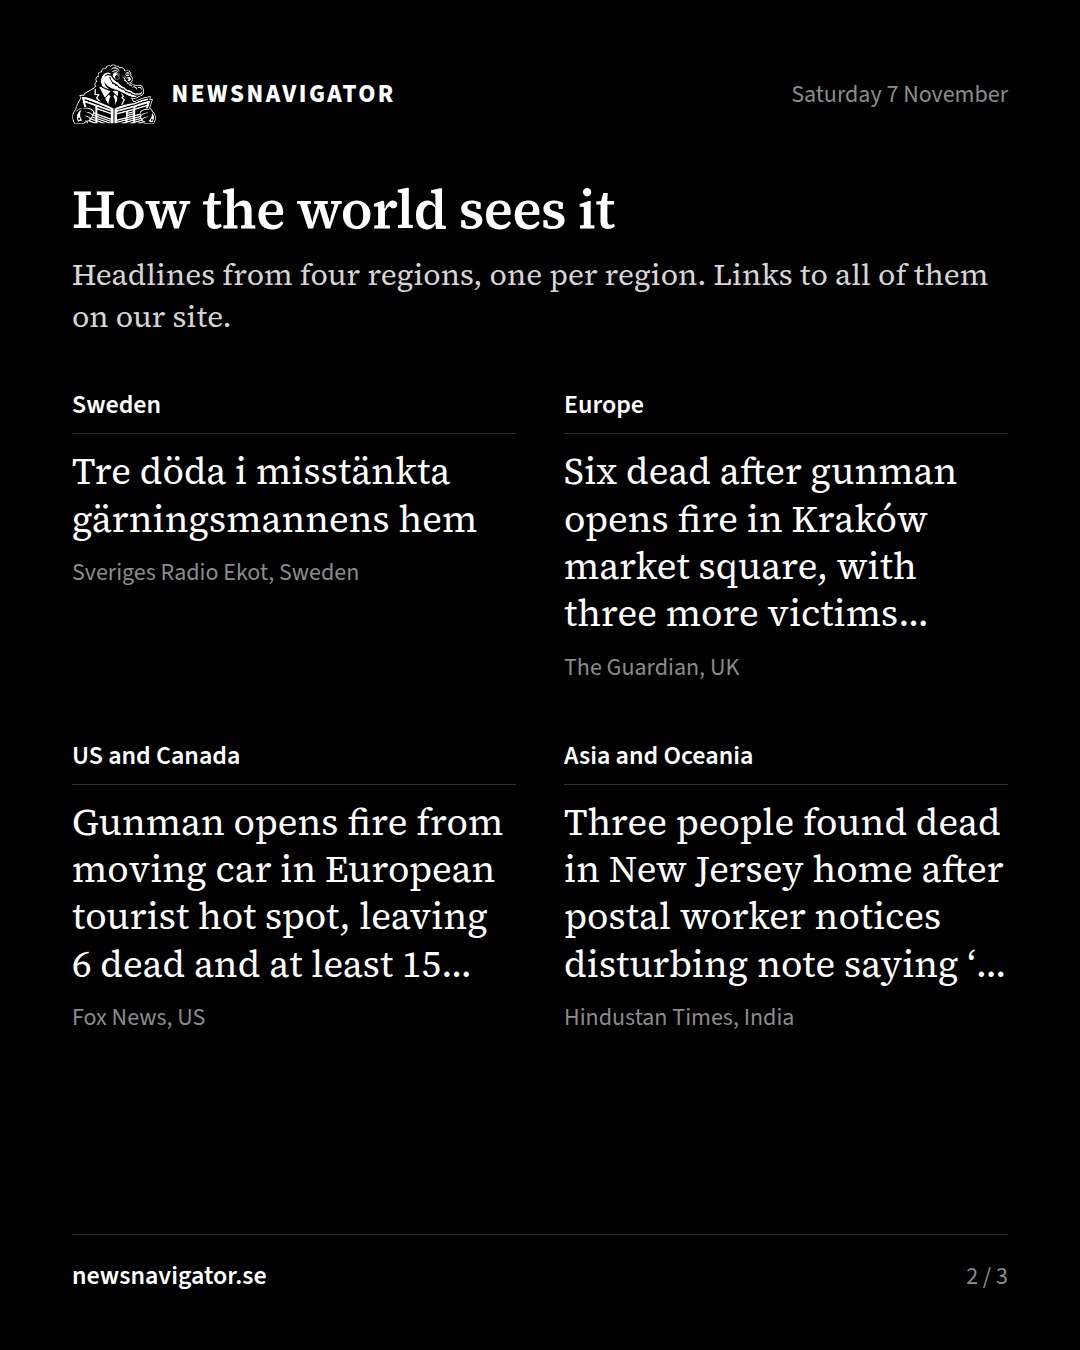 NEWSNAVIGATOR
Saturday 7 November
How the world sees it
Headlines from four regions, one per region. Links to all of them
on our site.
Sweden
Tre döda i misstänkta
gärningsmannens hem
Sveriges Radio Ekot, Sweden
Europe
Six dead after gunman
opens fire in Kraków
market square, with
three more victims...
The Guardian, UK
US and Canada
Gunman opens fire from
moving car in European
tourist hot spot, leaving
6 dead and at least 15...
Fox News, US
Asia and Oceania
Three people found dead
in New Jersey home after
postal worker notices
disturbing note saying ‘...
Hindustan Times, India
newsnavigator.se
2 / 3